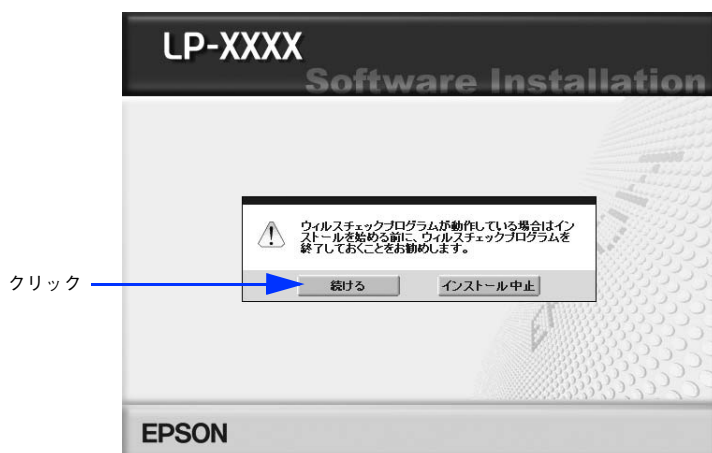 LP-XXXX
Software Installation
ウィルスチェックプログラムが動作している場合はイン
ストールを始める前に、ウィルスチェックプログラムを
終了しておくことをお勧めします。
クリック
続ける
インストール中止
EPSON